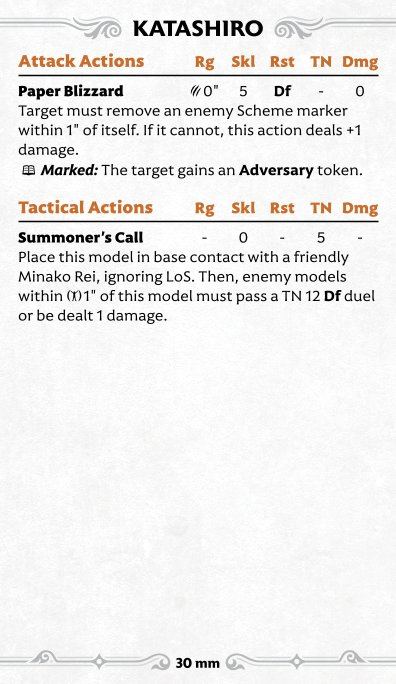 KATASHIRO
Attack Actions Rg Skl Rst TN Dmg
Paper Blizzard 0" 5 Df - 0
Target must remove an enemy Scheme marker
within 1" of itself. If it cannot, this action deals +1
damage.
Marked: The target gains an Adversary token.
Tactical Actions Rg Skl Rst TN Dmg
Summoner's Call - 0 - 5 -
Place this model in base contact with a friendly
Minako Rei, ignoring LoS. Then, enemy models
within 1" of this model must pass a TN 12 Df duel
or be dealt 1 damage.
30 mm